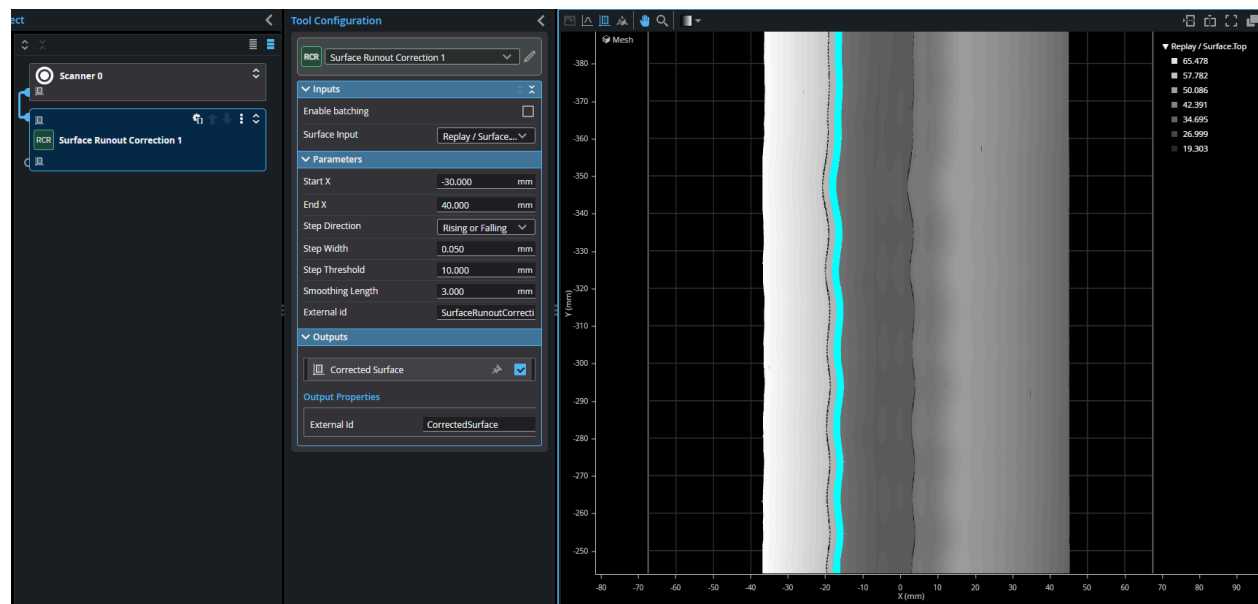 ect
Scanner 0
RCR
Surface Runout Correction 1
Tool Configuration
RCR Surface Runout Correction 1
Inputs
Enable batching
Surface Input Replay / Surface....
Parameters
Start X -30.000 mm
End X 40.000 mm
Step Direction Rising or Falling
Step Width 0.050 mm
Step Threshold 10.000 mm
Smoothing Length 3.000 mm
External id SurfaceRunoutCorrecti
Outputs
Corrected Surface
Output Properties
External Id CorrectedSurface
Mesh
-380
-370
-360
-350
-340
-330
-320
-310
-300
-290
-280
-270
-260
-250
Y (mm)
-80 -70 -60 -50 -40 -30 -20 -10 0 10 20 30 40 50 60 70 80 90
X (mm)
Replay / Surface.Top
65.478
57.782
50.086
42.391
34.695
26.999
19.303